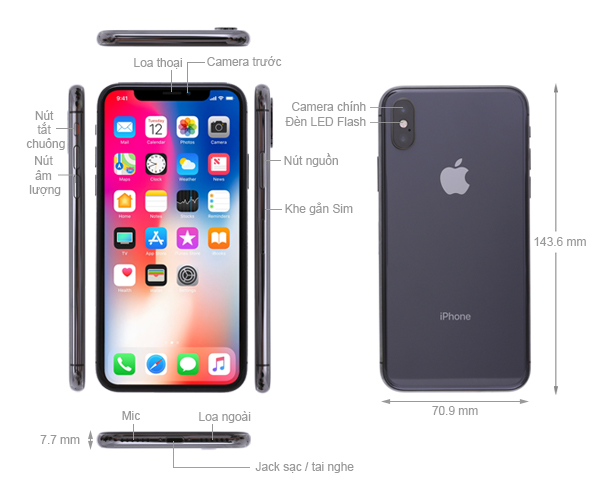 Loa thoại
Camera trước
Nút
tắt
chuông
Nút
âm
lượng
Nút nguồn
Khe gắn Sim
Camera chính
Đèn LED Flash
143.6 mm
70.9 mm
7.7 mm
Mic
Loa ngoài
Jack sạc / tai nghe
9:41
Mail
Calendar
Photos
Camera
Maps
Clock
Weather
News
Home
Notes
Stocks
Reminders
TV
App Store
iTunes Store
iBooks
Health
Wallet
Settings
Tuesday
12
iPhone